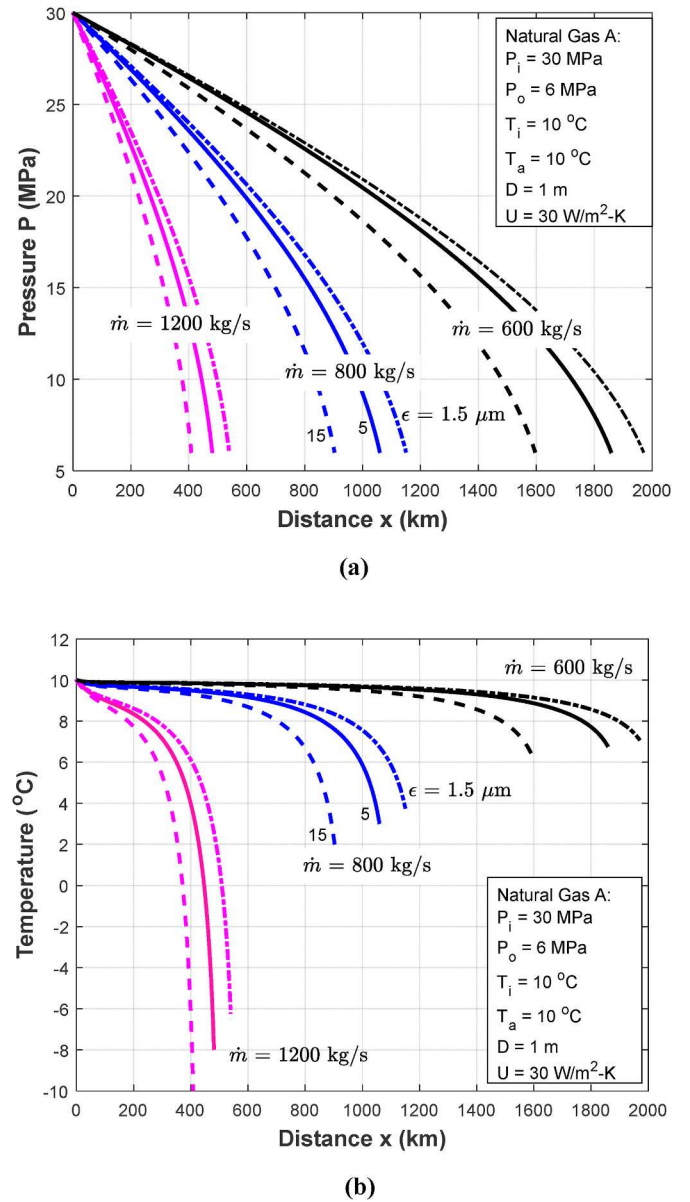 30
25
20
15
10
5
Pressure P (MPa)
Natural Gas A:
P_i = 30 MPa
P_o = 6 MPa
T_i = 10 °C
T_a = 10 °C
D = 1 m
U = 30 W/m²-K
ṁ = 1200 kg/s
ṁ = 800 kg/s
ṁ = 600 kg/s
ϵ = 1.5 μm
15
5
0 200 400 600 800 1000 1200 1400 1600 1800 2000
Distance x (km)
(a)
12
10
8
6
4
2
0
-2
-4
-6
-8
-10
Temperature (°C)
ṁ = 600 kg/s
ϵ = 1.5 μm
15
5
ṁ = 800 kg/s
Natural Gas A:
P_i = 30 MPa
P_o = 6 MPa
T_i = 10 °C
T_a = 10 °C
D = 1 m
U = 30 W/m²-K
ṁ = 1200 kg/s
0 200 400 600 800 1000 1200 1400 1600 1800 2000
Distance x (km)
(b)